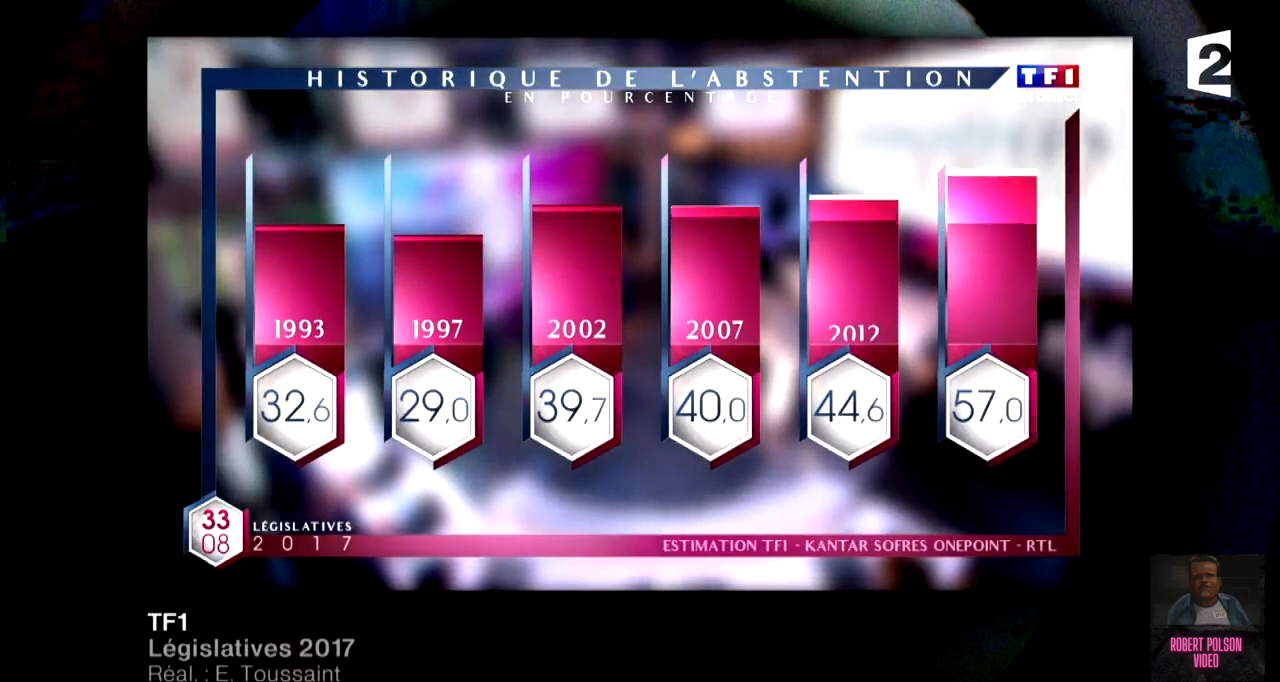 2
HISTORIQUE DE L'ABSTENTION
TF1
EN POURCENTAGE
1993
1997
2002
2007
2012
32,6
29,0
39,7
40,0
44,6
57,0
33
08
LÉGISLATIVES
2017
ESTIMATION TF1 - KANTAR SOFRES ONEPOINT - RTL
TF1
Législatives 2017
Réal. : E. Toussaint
ROBERT POLSON
VIDEO